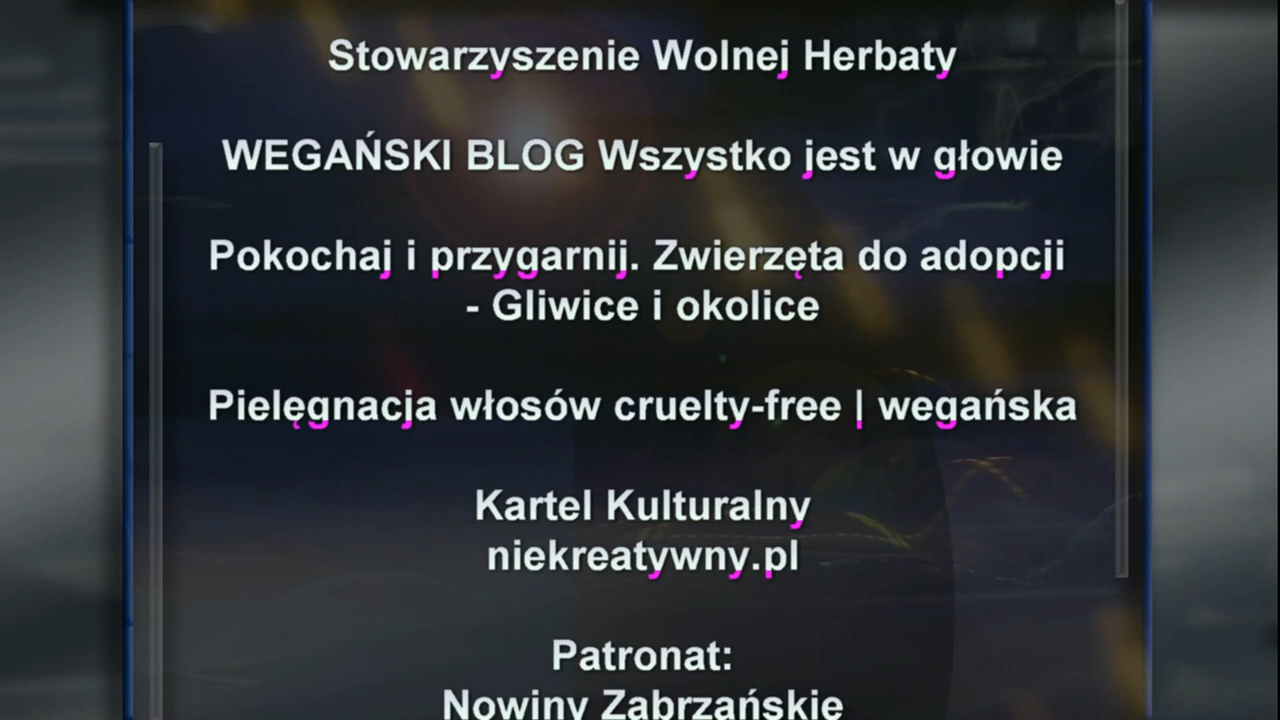 Stowarzyszenie Wolnej Herbaty
WEGAŃSKI BLOG Wszystko jest w głowie
Pokochaj i przygarnij. Zwierzęta do adopcji
- Gliwice i okolice
Pielęgnacja włosów cruelty-free | wegańska
Kartel Kulturalny
niekreatywny.pl
Patronat:
Nowiny Zabrzańskie